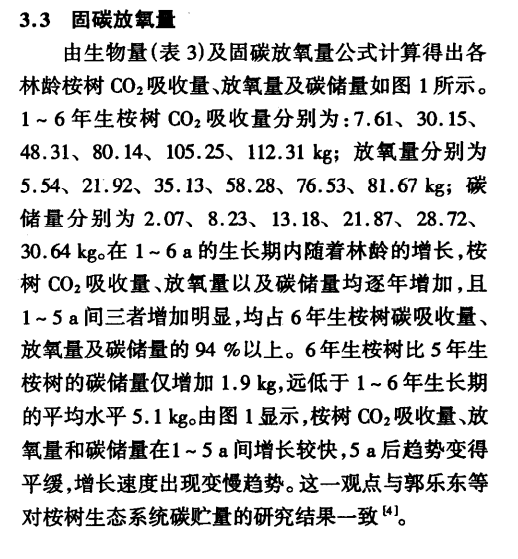 3.3 固碳放氧量
由生物量(表 3)及固碳放氧量公式计算得出各
林龄桉树 CO₂ 吸收量、放氧量及碳储量如图 1 所示。
1~6 年生桉树 CO₂ 吸收量分别为:7.61、30.15、
48.31、80.14、105.25、112.31 kg; 放氧量分别为
5.54、21.92、35.13、58.28、76.53、81.67 kg; 碳
储量分别为 2.07、8.23、13.18、21.87、28.72、
30.64 kg。在 1~6 a 的生长期内随着林龄的增长,桉
树 CO₂ 吸收量、放氧量以及碳储量均逐年增加,且
1~5 a 间三者增加明显,均占 6 年生桉树碳吸收量、
放氧量及碳储量的 94 %以上。6 年生桉树比 5 年生
桉树的碳储量仅增加 1.9 kg,远低于 1~6 年生长期
的平均水平 5.1 kg。由图 1 显示,桉树 CO₂ 吸收量、放
氧量和碳储量在1~5 a 间增长较快,5 a 后趋势变得
平缓,增长速度出现变慢趋势。这一观点与郭乐东等
对桉树生态系统碳贮量的研究结果一致[4]。